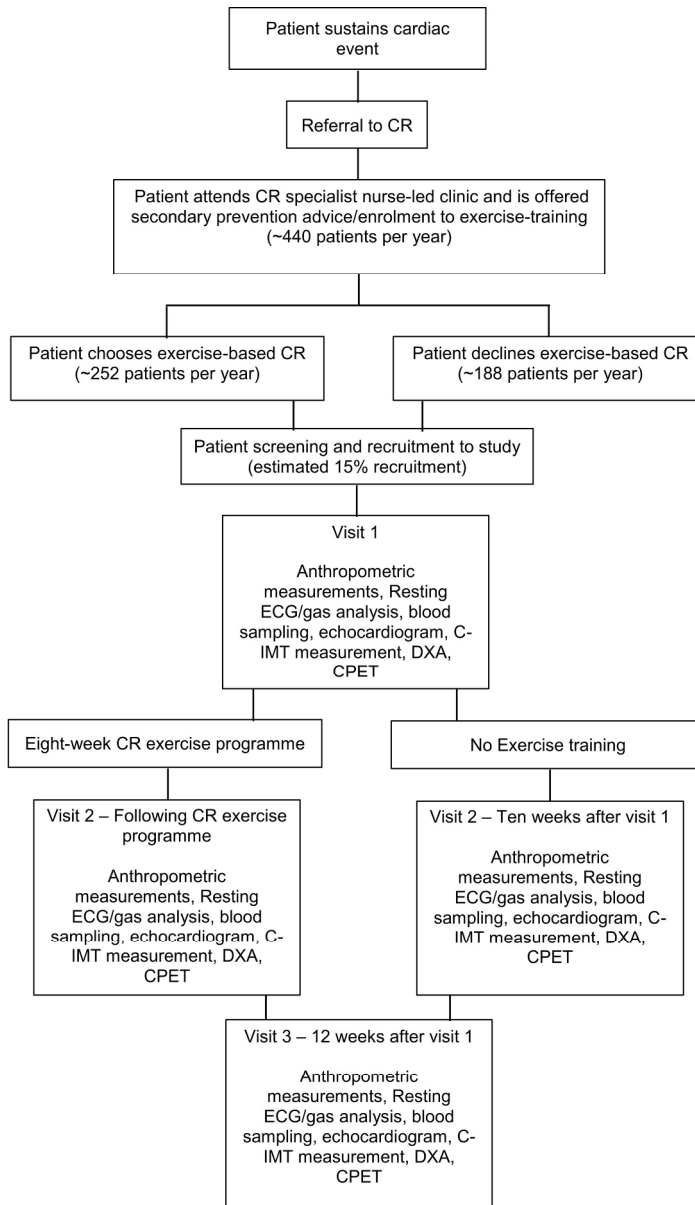 Patient sustains cardiac
event
Referral to CR
Patient attends CR specialist nurse-led clinic and is offered
secondary prevention advice/enrolment to exercise-training
(~440 patients per year)
Patient chooses exercise-based CR
(~252 patients per year)
Patient declines exercise-based CR
(~188 patients per year)
Patient screening and recruitment to study
(estimated 15% recruitment)
Visit 1
Anthropometric
measurements, Resting
ECG/gas analysis, blood
sampling, echocardiogram, C-
IMT measurement, DXA,
CPET
Eight-week CR exercise programme
No Exercise training
Visit 2 – Following CR exercise
programme
Anthropometric
measurements, Resting
ECG/gas analysis, blood
sampling, echocardiogram, C-
IMT measurement, DXA,
CPET
Visit 2 – Ten weeks after visit 1
Anthropometric
measurements, Resting
ECG/gas analysis, blood
sampling, echocardiogram, C-
IMT measurement, DXA,
CPET
Visit 3 – 12 weeks after visit 1
Anthropometric
measurements, Resting
ECG/gas analysis, blood
sampling, echocardiogram, C-
IMT measurement, DXA,
CPET